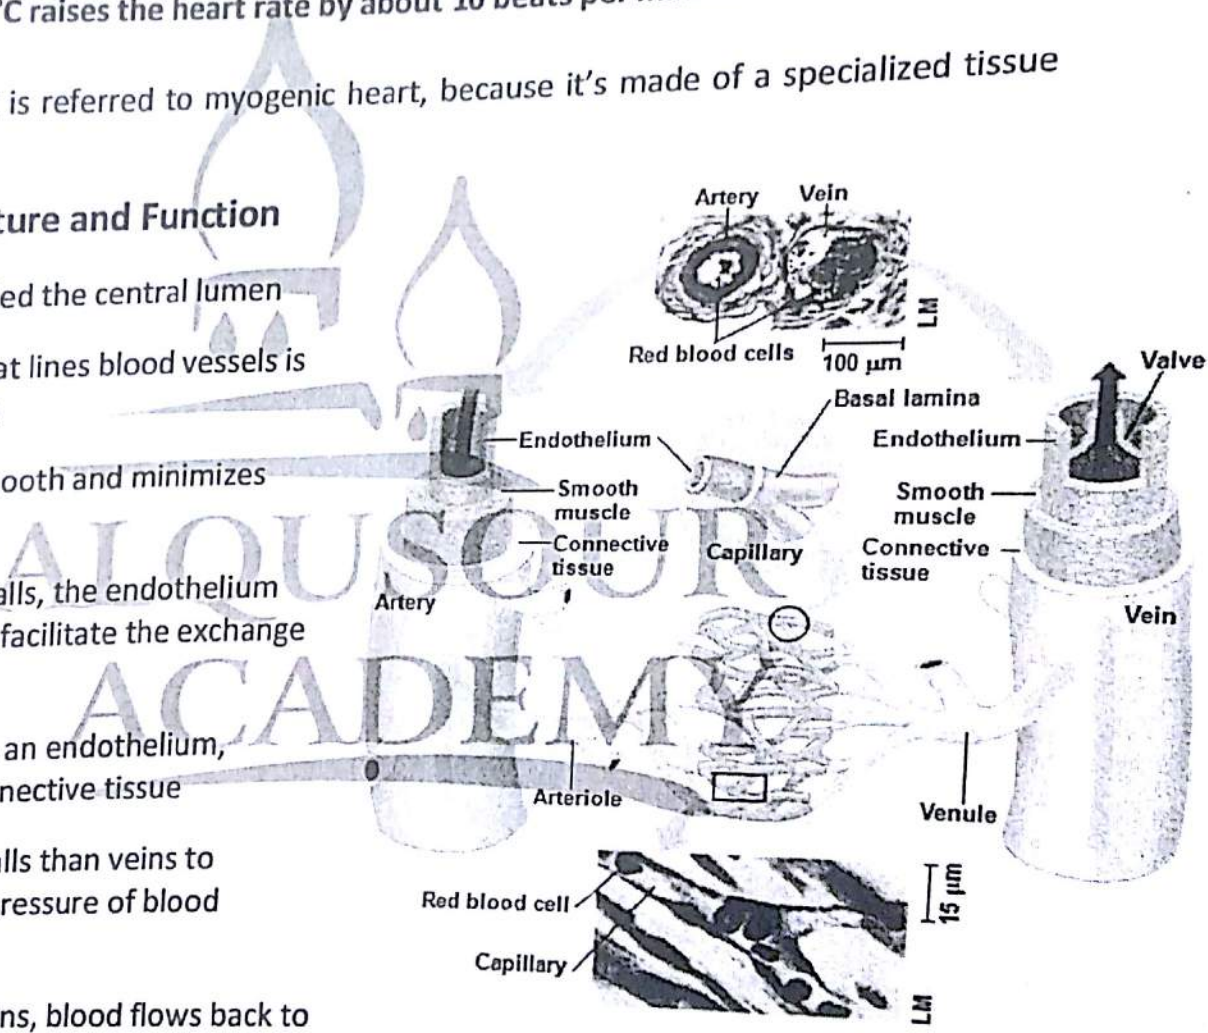 °C raises the heart rate by about 10 beats per
is referred to myogenic heart, because it's made of a specialized tissue
ture and Function
ed the central lumen
at lines blood vessels is
ooth and minimizes
alls, the endothelium
facilitate the exchange
an endothelium,
nective tissue
lls than veins to
ressure of blood
ns, blood flows back to
Artery
Vein
Red blood cells
100 µm
LM
Basal lamina
Valve
Endothelium
Endothelium
Smooth
muscle
Smooth
muscle
Connective
tissue
Capillary
Connective
tissue
Artery
Vein
Arteriole
Venule
Red blood cell
15 µm
Capillary
LM
ALQUSOUR
ACADEMY